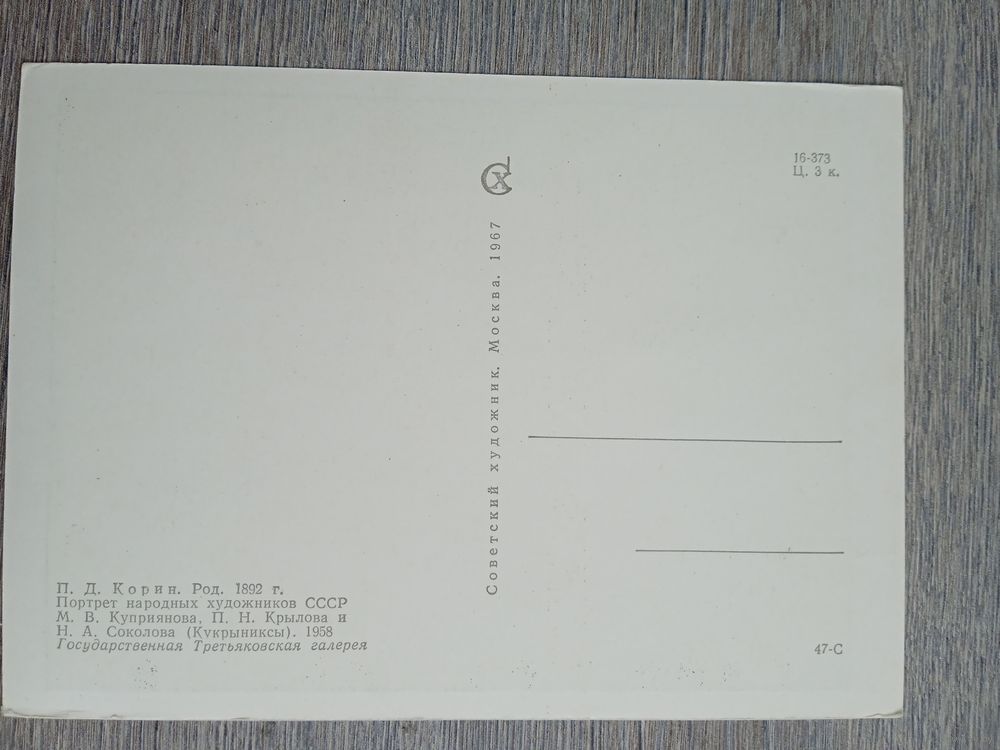 П. Д. Корин. Род. 1892 г.
Портрет народных художников СССР
М. В. Куприянова, П. Н. Крылова и
Н. А. Соколова (Кукрыниксы). 1958
Государственная Третьяковская галерея
Советский художник. Москва. 1967
СХ
16-373
Ц. 3 к.
47-С